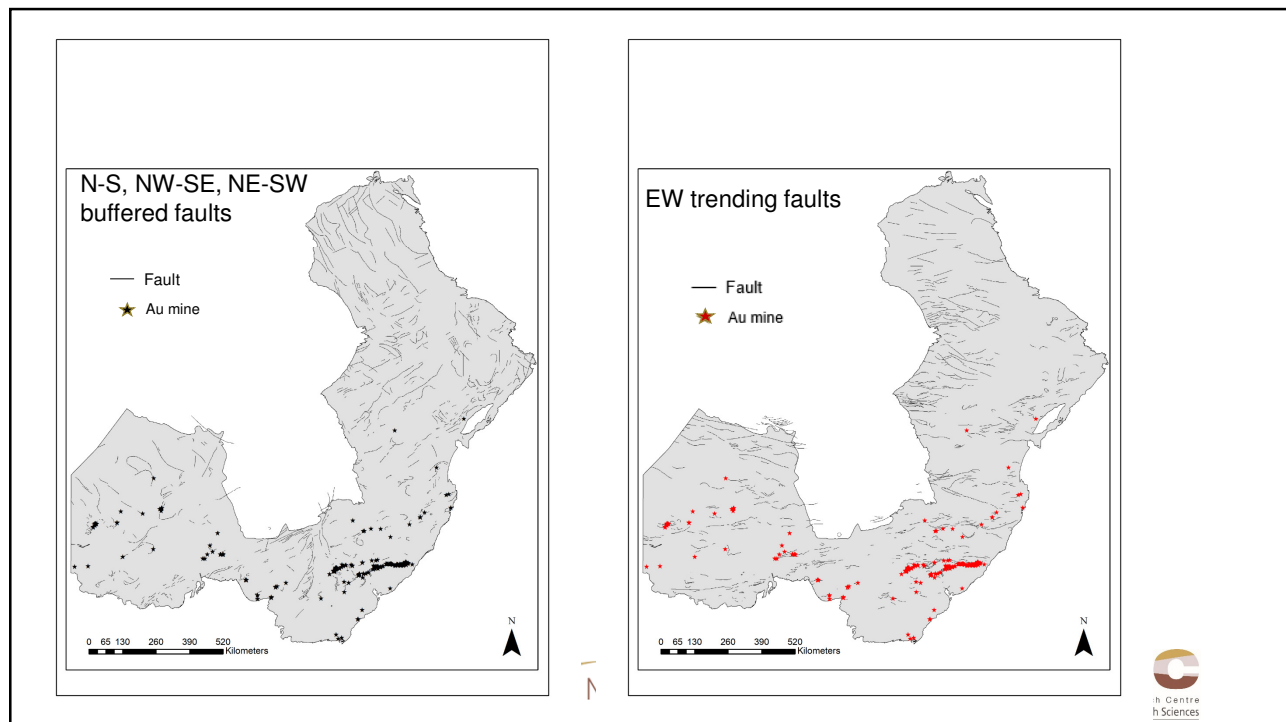 N-S, NW-SE, NE-SW
buffered faults
Fault
Au mine
N
0 65 130 260 390 520
Kilometers
EW trending faults
Fault
Au mine
N
0 65 130 260 390 520
Kilometers
N
h Centre
h Sciences